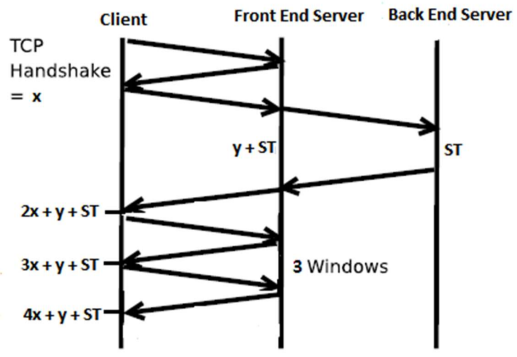 Client
Front End Server
Back End Server
TCP
Handshake
= x
y + ST
ST
2x + y + ST
3x + y + ST
3 Windows
4x + y + ST